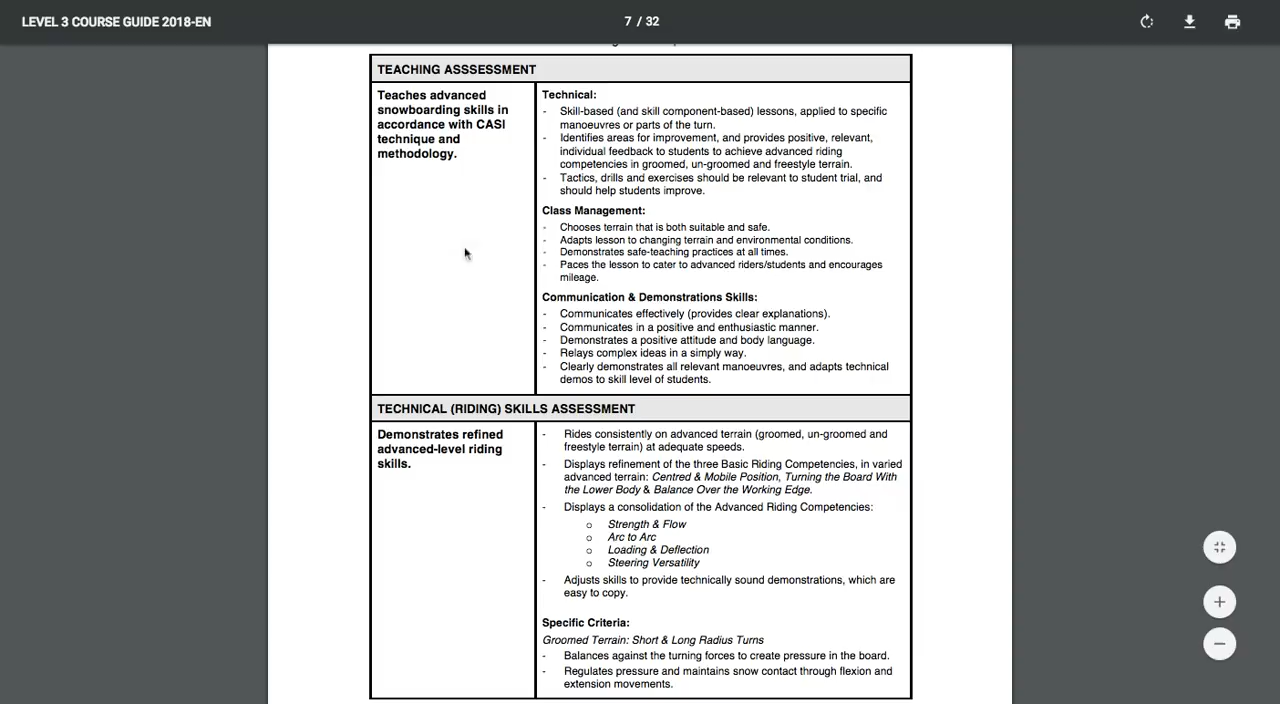 LEVEL 3 COURSE GUIDE 2018-EN
7 / 32
TEACHING ASSSESSMENT
Teaches advanced
snowboarding skills in
accordance with CASI
technique and
methodology.
Technical:
- Skill-based (and skill component-based) lessons, applied to specific
manoeuvres or parts of the turn.
- Identifies areas for improvement, and provides positive, relevant,
individual feedback to students to achieve advanced riding
competencies in groomed, un-groomed and freestyle terrain.
- Tactics, drills and exercises should be relevant to student trial, and
should help students improve.
Class Management:
- Chooses terrain that is both suitable and safe.
- Adapts lesson to changing terrain and environmental conditions.
- Demonstrates safe-teaching practices at all times.
- Paces the lesson to cater to advanced riders/students and encourages
mileage.
Communication & Demonstrations Skills:
- Communicates effectively (provides clear explanations).
- Communicates in a positive and enthusiastic manner.
- Demonstrates a positive attitude and body language.
- Relays complex ideas in a simply way.
- Clearly demonstrates all relevant manoeuvres, and adapts technical
demos to skill level of students.
TECHNICAL (RIDING) SKILLS ASSESSMENT
Demonstrates refined
advanced-level riding
skills.
- Rides consistently on advanced terrain (groomed, un-groomed and
freestyle terrain) at adequate speeds.
- Displays refinement of the three Basic Riding Competencies, in varied
advanced terrain: Centred & Mobile Position, Turning the Board With
the Lower Body & Balance Over the Working Edge.
- Displays a consolidation of the Advanced Riding Competencies:
o Strength & Flow
o Arc to Arc
o Loading & Deflection
o Steering Versatility
- Adjusts skills to provide technically sound demonstrations, which are
easy to copy.
Specific Criteria:
Groomed Terrain: Short & Long Radius Turns
- Balances against the turning forces to create pressure in the board.
- Regulates pressure and maintains snow contact through flexion and
extension movements.